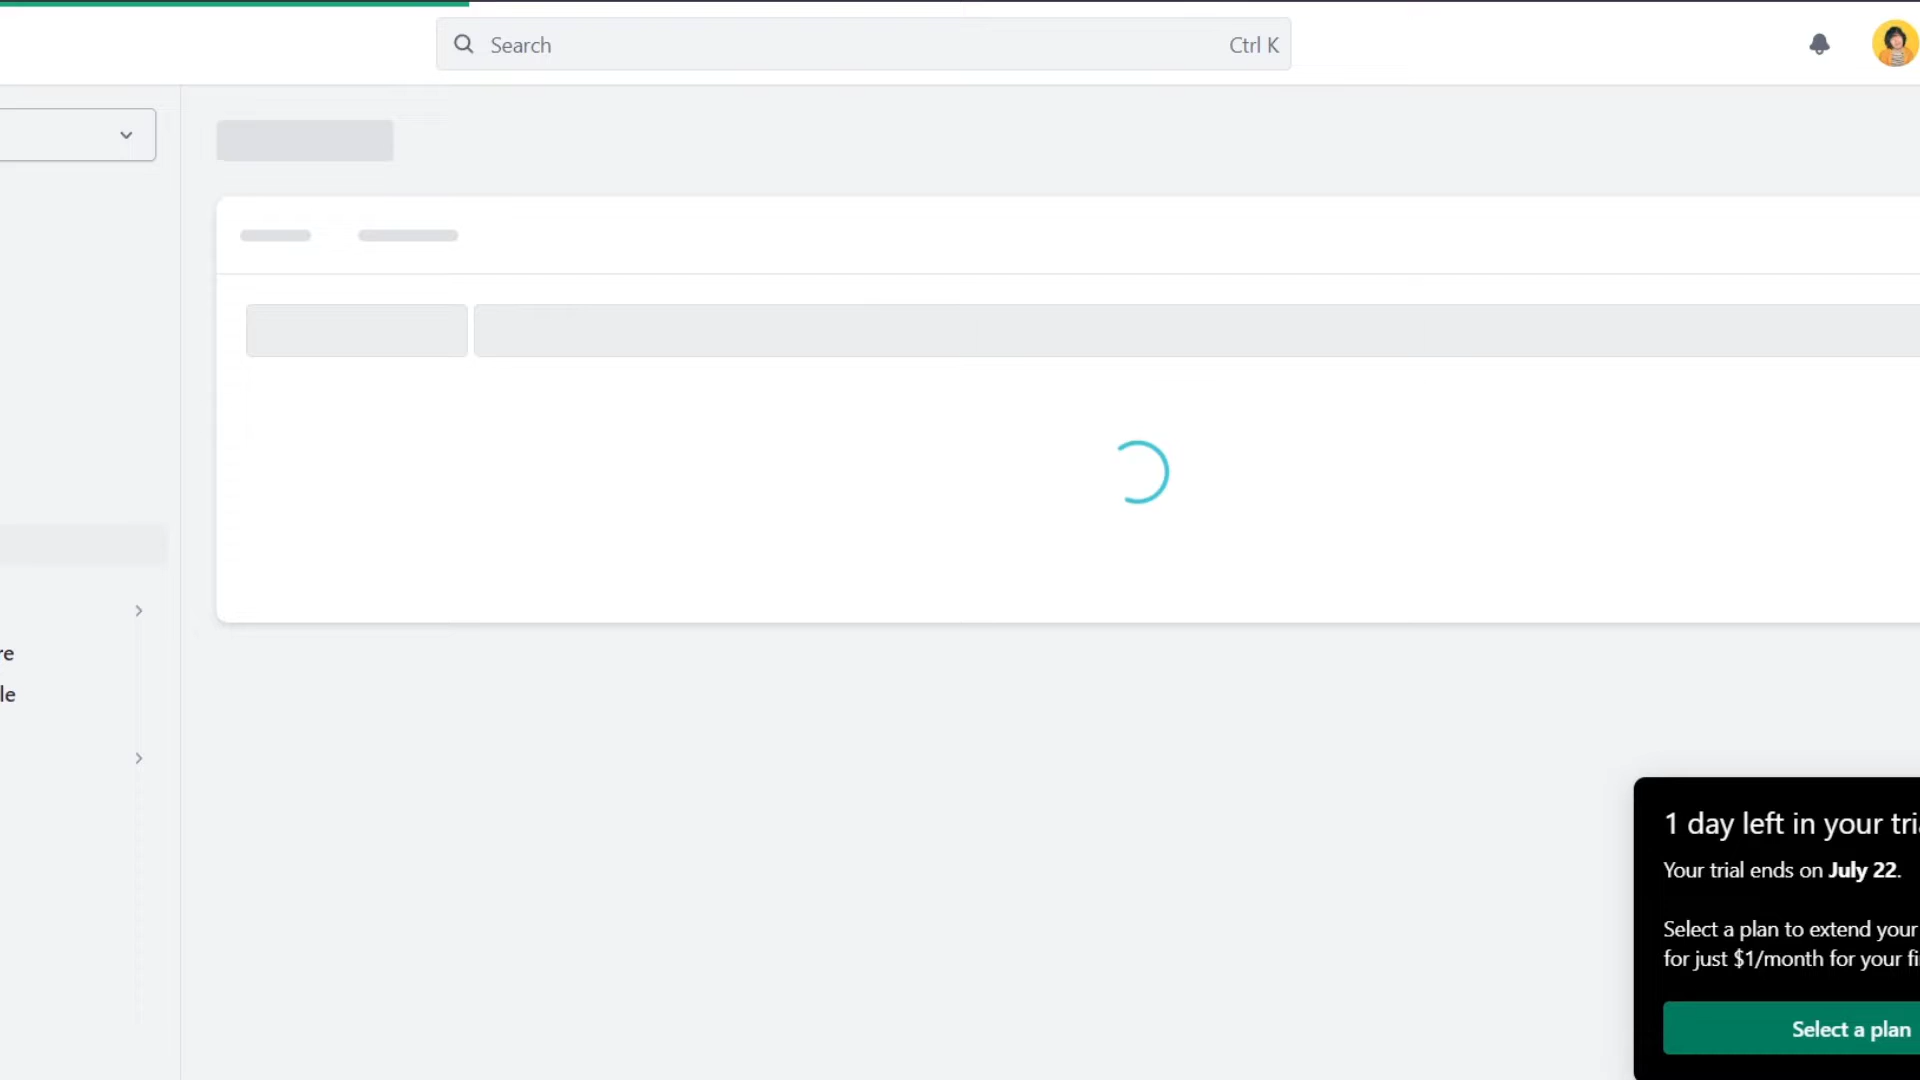 Search
Ctrl K
re
le
1 day left in your tri
Your trial ends on July 22.
Select a plan to extend your
for just $1/month for your fi
Select a plan